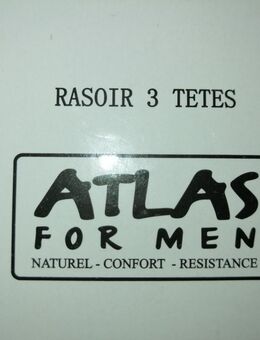 RASOIR 3 TETES
ATLAS
FOR MEN
NATUREL - CONFORT - RESISTANCE